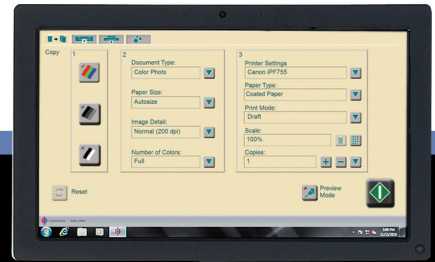 Copy
1
2
Document Type:
Color Photo
Paper Size:
Autosize
Image Detail:
Normal (200 dpi)
Number of Colors:
Full
3
Printer Settings
Canon iPF755
Paper Type:
Coated Paper
Print Mode:
Draft
Scale:
100%
Copies:
1
Reset
Preview
Mode